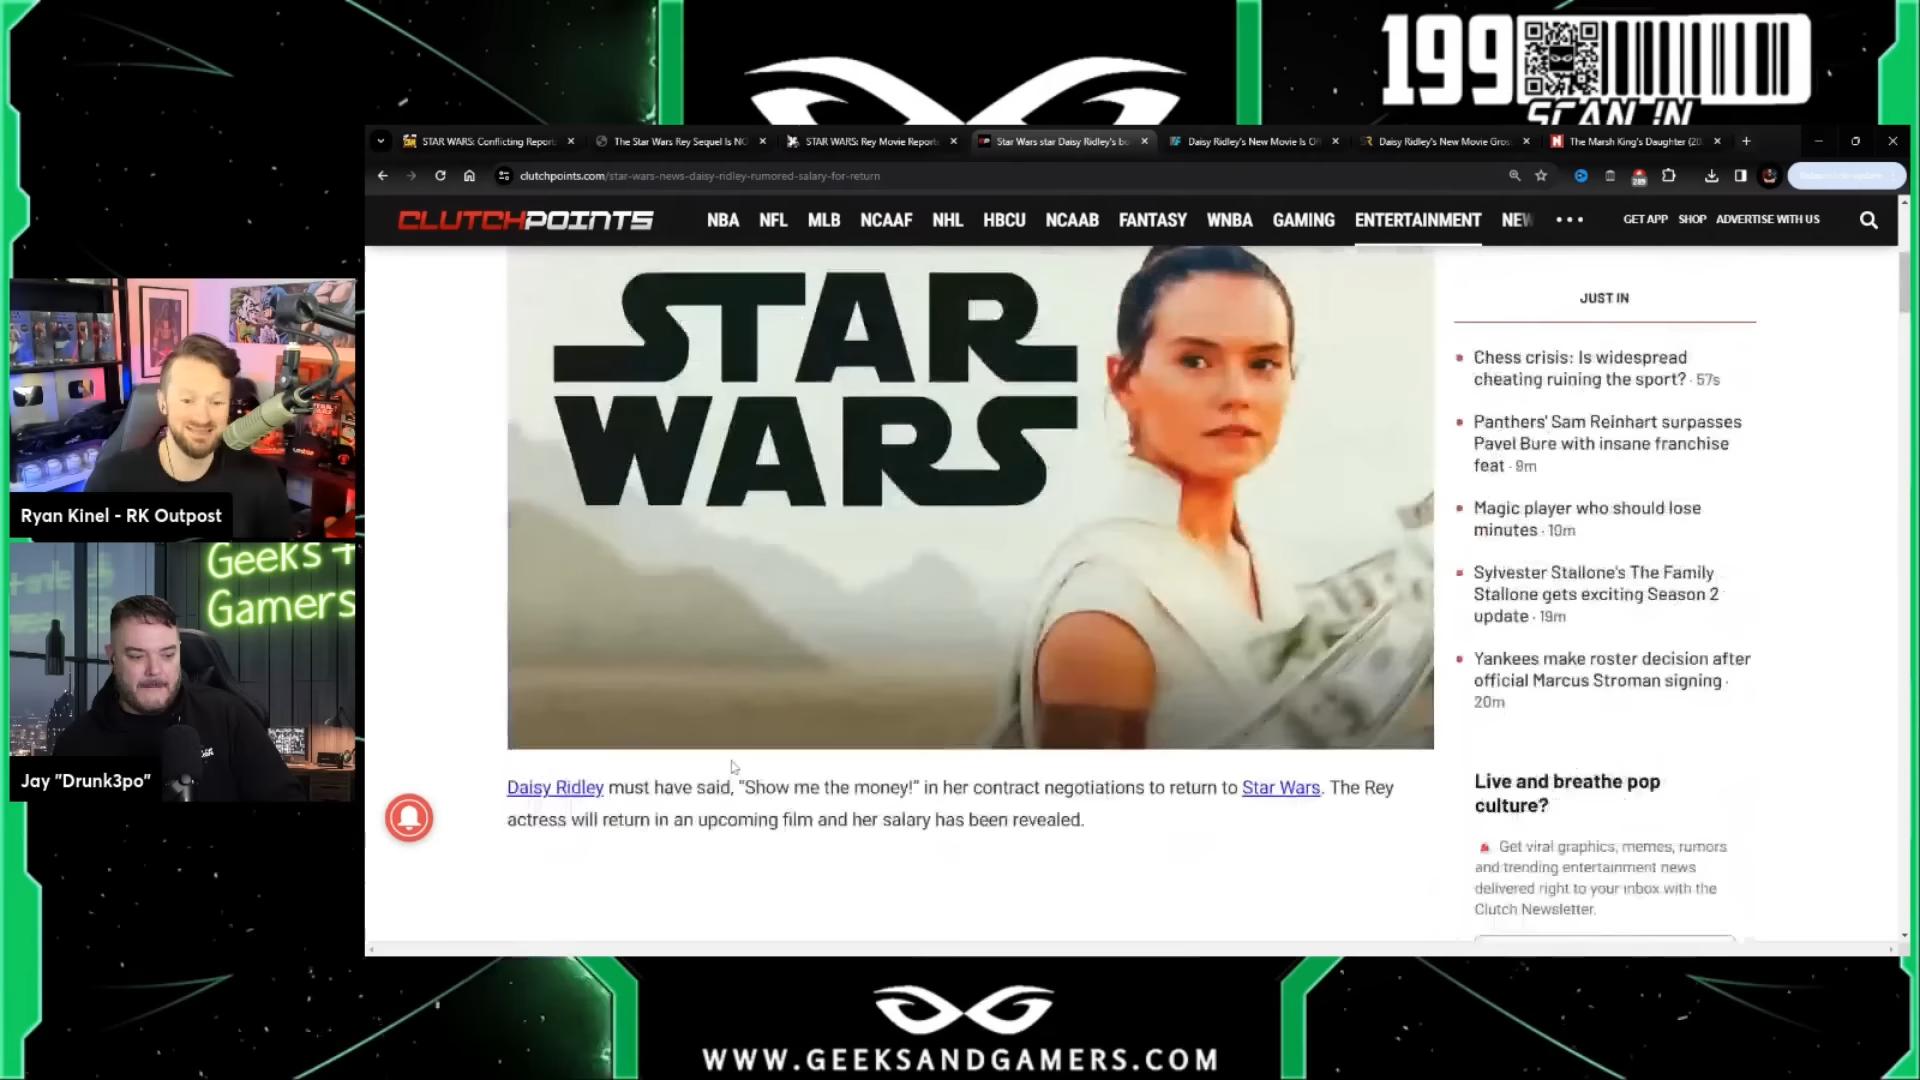 199
SCAN IN
STAR WARS: Conflicting Report
The Star Wars Rey Sequel Is NO
STAR WARS: Rey Movie Report
Star Wars star Daisy Ridley's bo
Daisy Ridley's New Movie Is Of
Daisy Ridley's New Movie Gros
The Marsh King's Daughter (20
clutchpoints.com/star-wars-news-daisy-ridley-rumored-salary-for-return
289
CLUTCHPOINTS
NBA NFL MLB NCAAF NHL HBCU NCAAB FANTASY WNBA GAMING ENTERTAINMENT NEW
GET APP SHOP ADVERTISE WITH US
STAR
WARS
Daisy Ridley must have said, "Show me the money!" in her contract negotiations to return to Star Wars. The Rey
actress will return in an upcoming film and her salary has been revealed.
JUST IN
Chess crisis: Is widespread
cheating ruining the sport? · 57s
Panthers' Sam Reinhart surpasses
Pavel Bure with insane franchise
feat · 9m
Magic player who should lose
minutes · 10m
Sylvester Stallone's The Family
Stallone gets exciting Season 2
update · 19m
Yankees make roster decision after
official Marcus Stroman signing ·
20m
Live and breathe pop
culture?
Get viral graphics, memes, rumors
and trending entertainment news
delivered right to your inbox with the
Clutch Newsletter.
Ryan Kinel - RK Outpost
Geeks +
Gamers
Jay "Drunk3po"
WWW.GEEKSANDGAMERS.COM